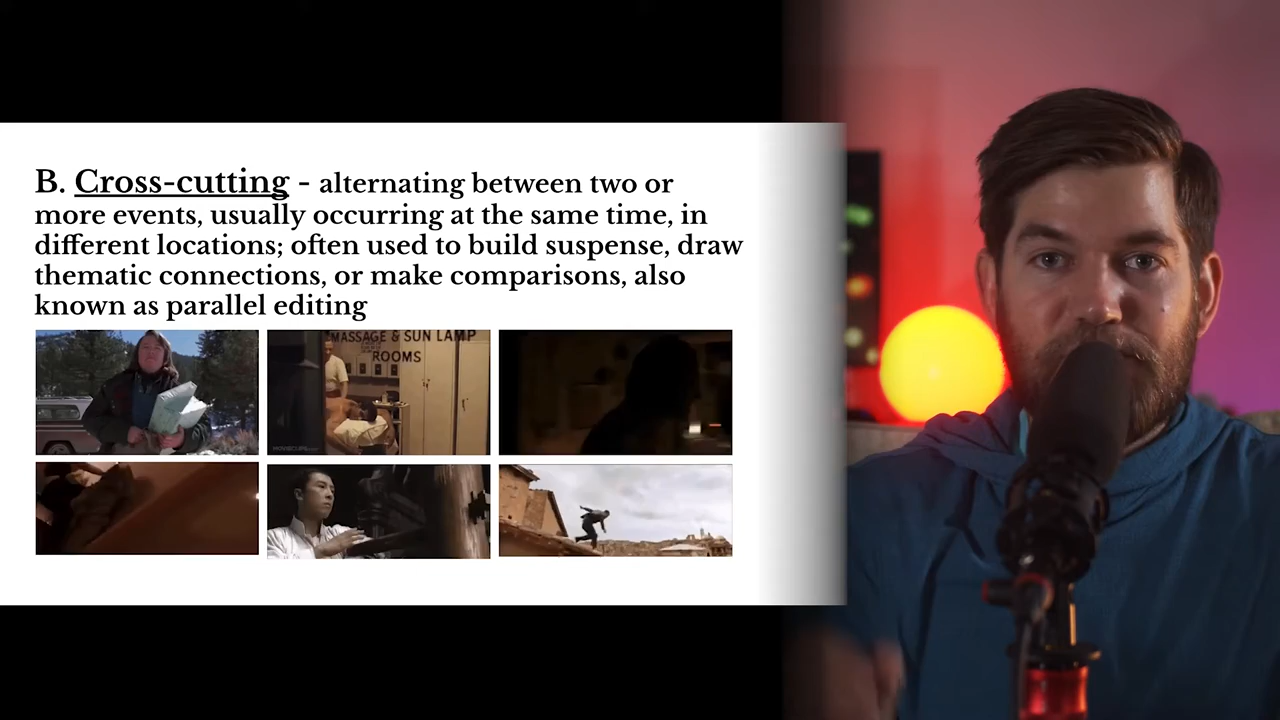 B. Cross-cutting - alternating between two or
more events, usually occurring at the same time, in
different locations; often used to build suspense, draw
thematic connections, or make comparisons, also
known as parallel editing
MASSAGE & SUN LAMP
ROOMS